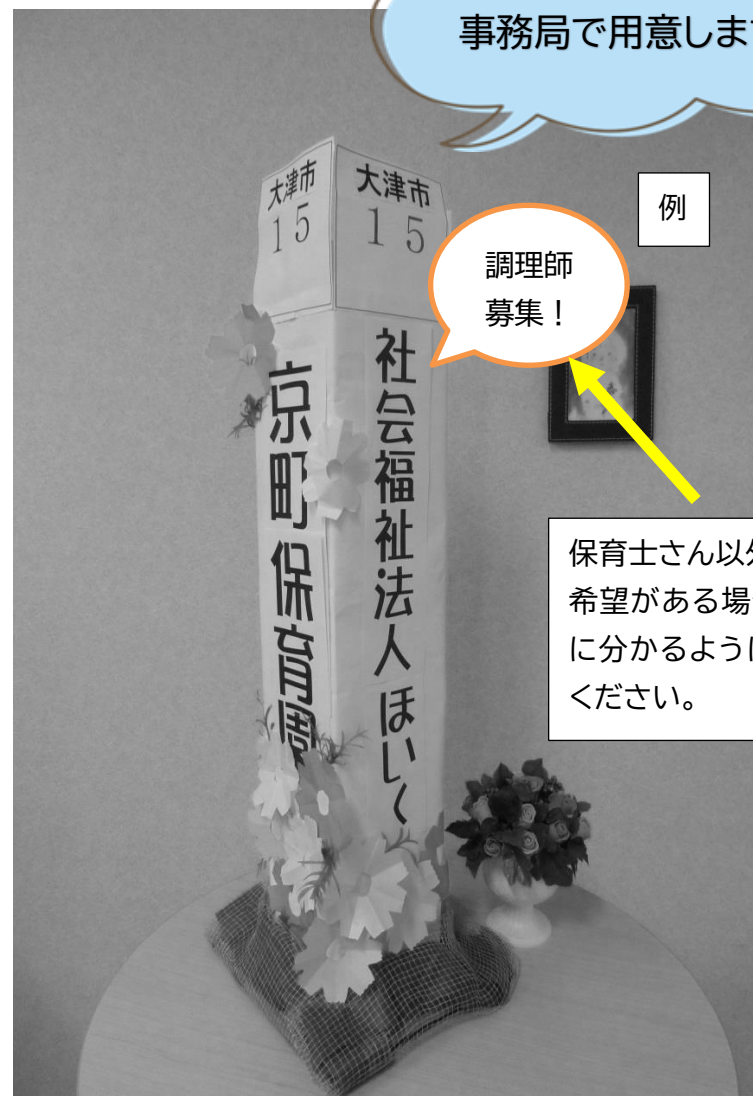 事務局で用意しま
例
大津市
15
大津市
15
調理師
募集！
社会福祉法人 ほいく
京町保育園
保育士さん以
希望がある場
に分かるように
ください。